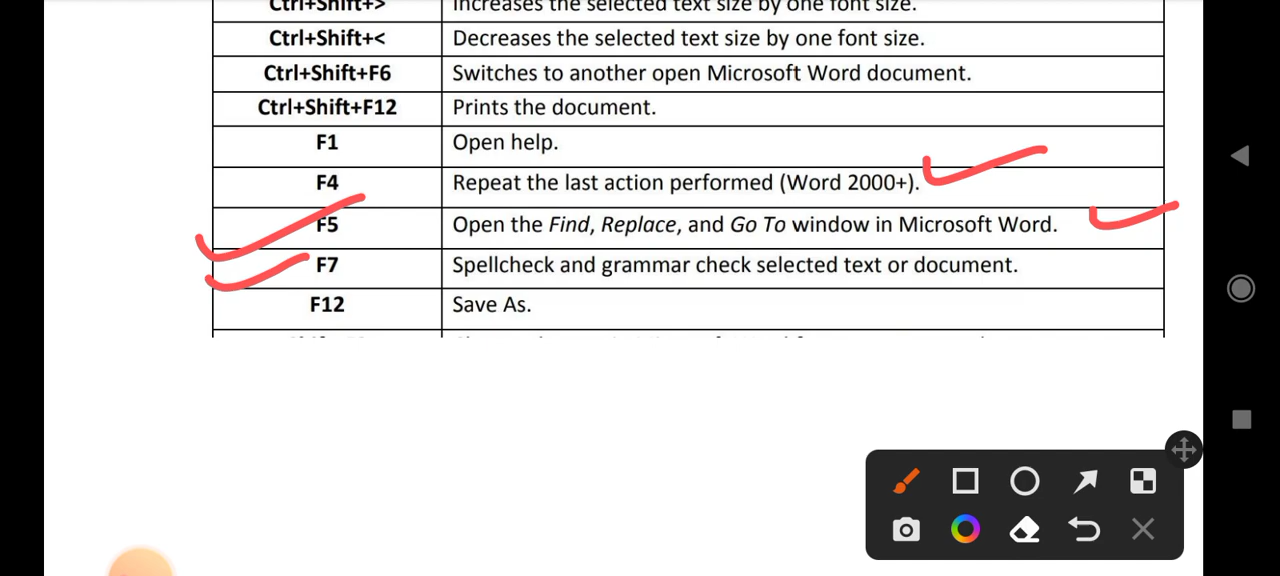 Ctrl+Shift+> Increases the selected text size by one font size.
Ctrl+Shift+< Decreases the selected text size by one font size.
Ctrl+Shift+F6 Switches to another open Microsoft Word document.
Ctrl+Shift+F12 Prints the document.
F1 Open help.
F4 Repeat the last action performed (Word 2000+).
F5 Open the Find, Replace, and Go To window in Microsoft Word.
F7 Spellcheck and grammar check selected text or document.
F12 Save As.